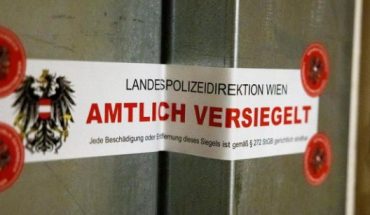 LANDESPOLIZEIDIREKTION WIEN
AMTLICH VERSIEGELT
Jede Beschädigung oder Entfernung dieses Siegels ist gemäß § 272 StGB gerichtlich strafbar